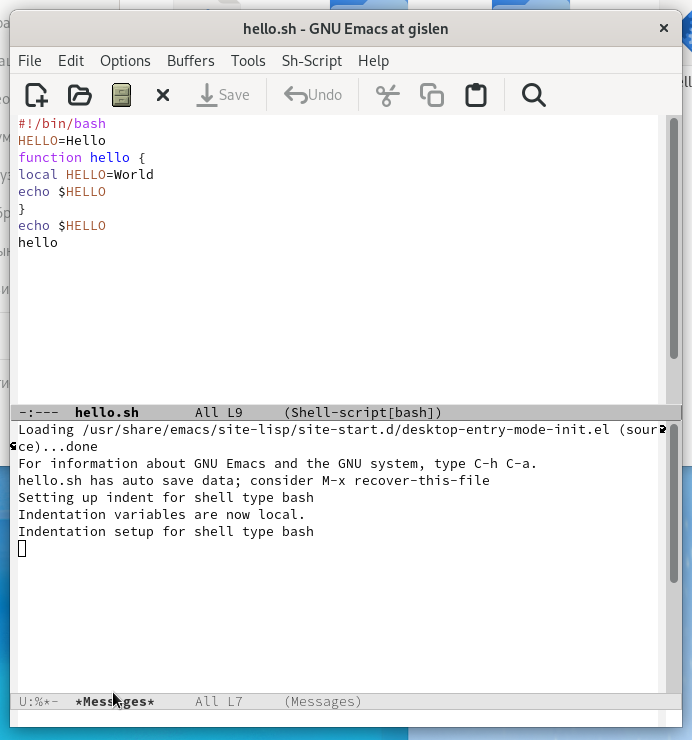 hello.sh - GNU Emacs at gislen
File Edit Options Buffers Tools Sh-Script Help
Save Undo
#!/bin/bash
HELLO=Hello
function hello {
local HELLO=World
echo $HELLO
}
echo $HELLO
hello
-:--- hello.sh All L9 (Shell-script[bash])
Loading /usr/share/emacs/site-lisp/site-start.d/desktop-entry-mode-init.el (sour
ce)...done
For information about GNU Emacs and the GNU system, type C-h C-a.
hello.sh has auto save data; consider M-x recover-this-file
Setting up indent for shell type bash
Indentation variables are now local.
Indentation setup for shell type bash
U:%*- *Messages* All L7 (Messages)